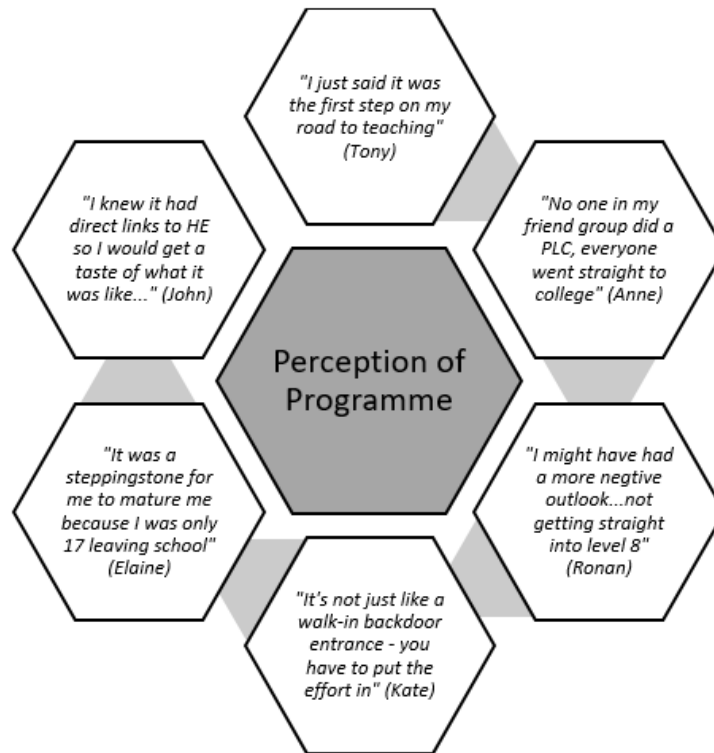 "I just said it was
the first step on my
road to teaching"
(Tony)
"No one in my
friend group did a
PLC, everyone
went straight to
college" (Anne)
"I might have had
a more negtive
outlook...not
getting straight
into level 8"
(Ronan)
"It's not just like a
walk-in backdoor
entrance - you
have to put the
effort in" (Kate)
"It was a
steppingstone for
me to mature me
because I was only
17 leaving school"
(Elaine)
"I knew it had
direct links to HE
so I would get a
taste of what it
was like..." (John)
Perception of
Programme